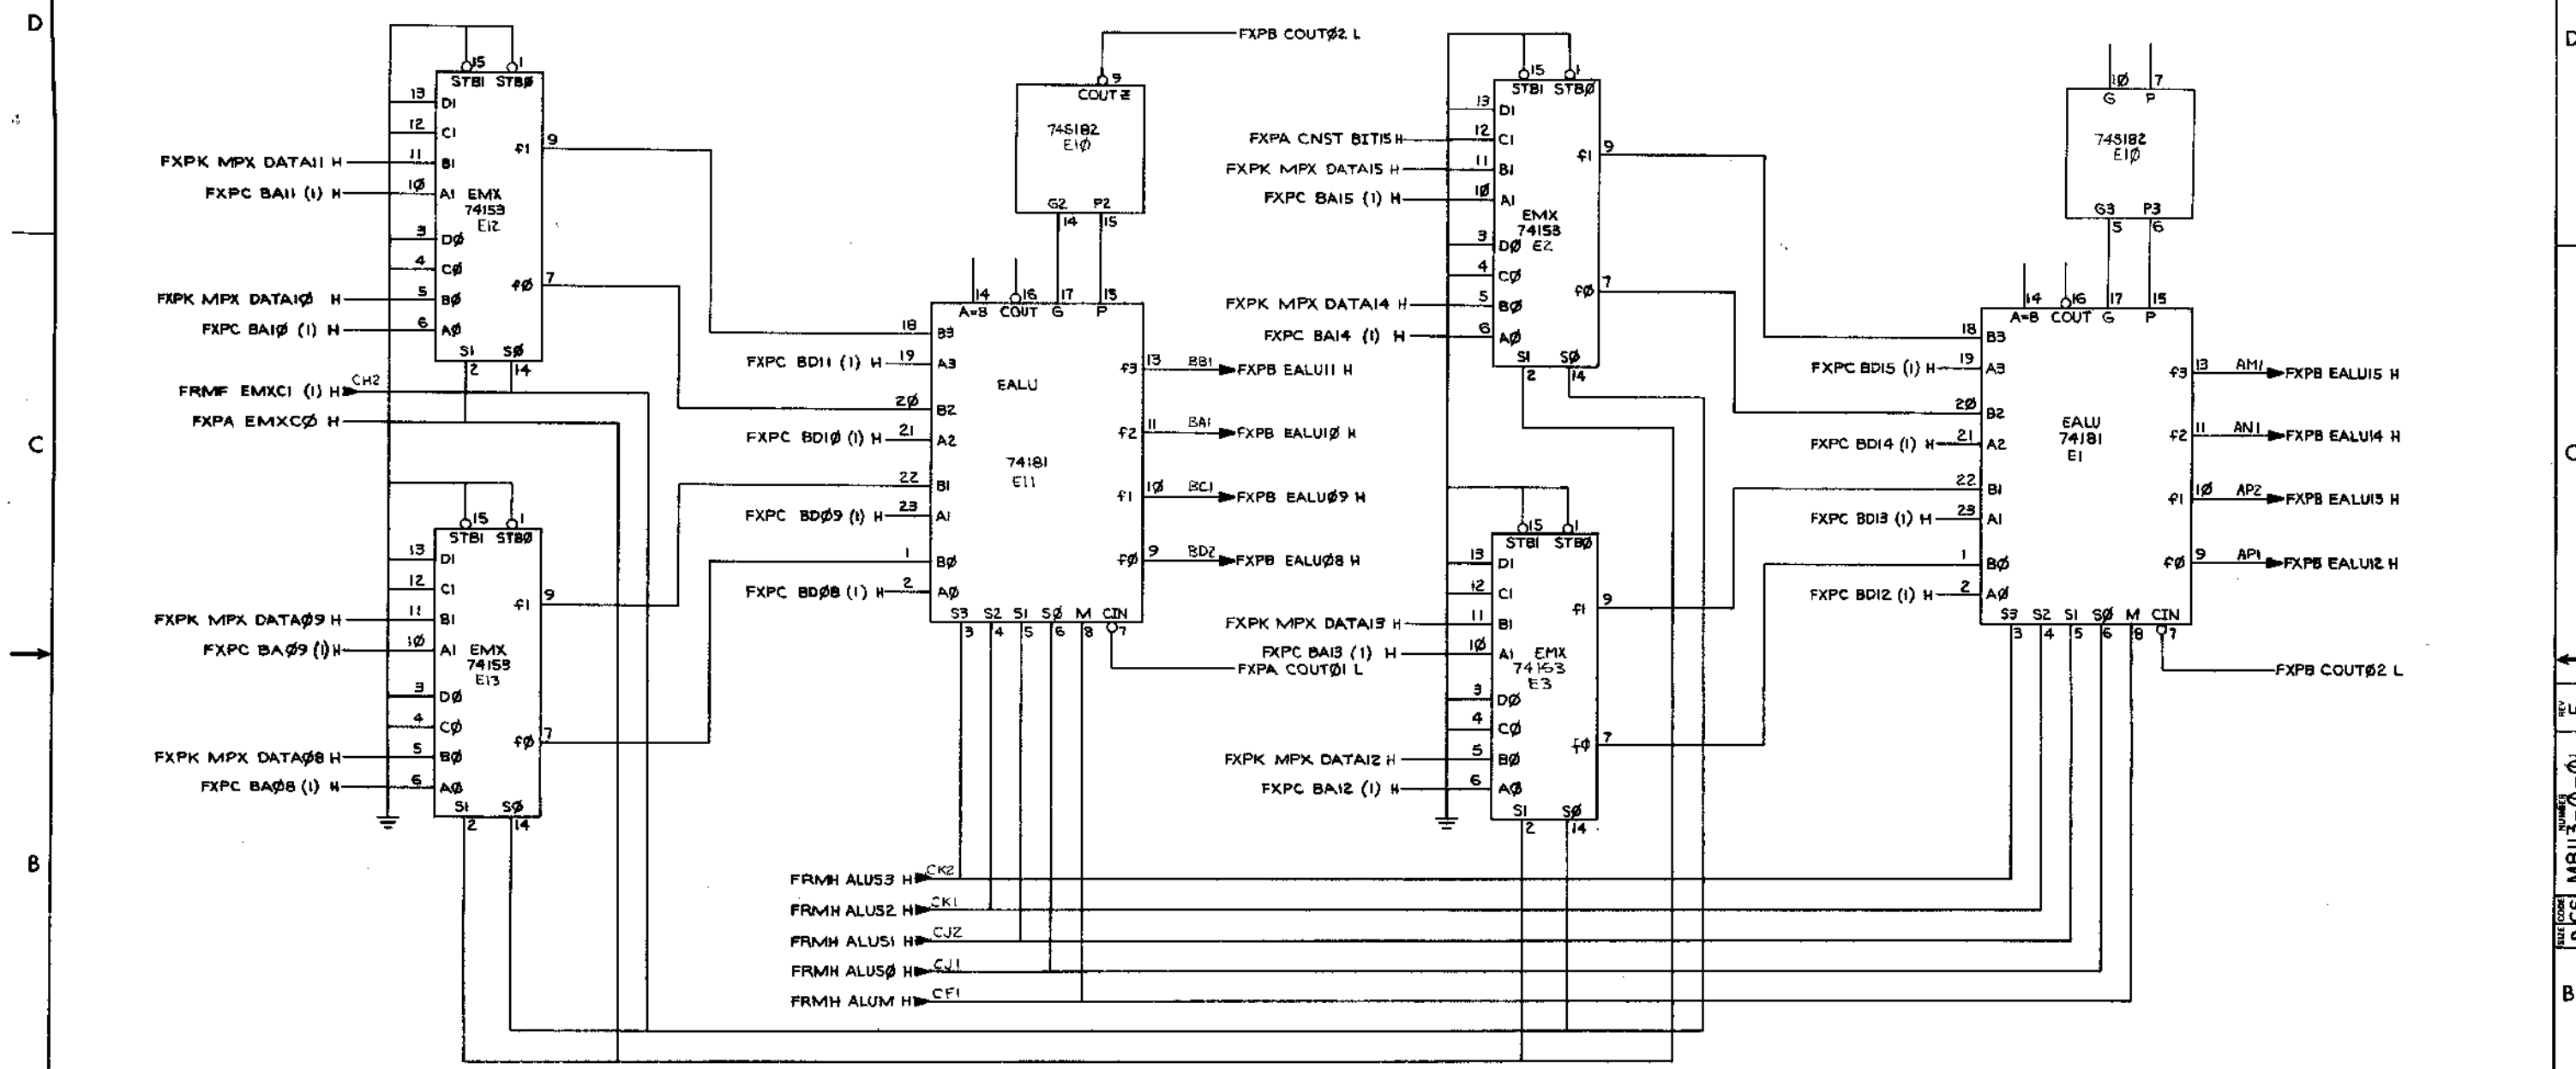 D
D
FXPB COUTØ2 L
15 1
STB1 STBØ
13 D1
12 C1
FXPK MPX DATA11 H 11 B1
FXPC BA11 (1) H 10 A1
EMX
74153
E12
f1 9
3 DØ
4 CØ
FXPK MPX DATA1Ø H 5 BØ
FXPC BA1Ø (1) H 6 AØ
fØ 7
S1 SØ
2 14
FRMF EMXC1 (1) H CH2
FXPA EMXCØ H
15 1
STB1 STBØ
13 D1
12 C1
FXPK MPX DATAØ9 H 11 B1
FXPC BAØ9 (1) H 1Ø A1
EMX
74153
E13
f1 9
3 DØ
4 CØ
FXPK MPX DATAØ8 H 5 BØ
FXPC BAØ8 (1) H 6 AØ
fØ 7
S1 SØ
2 14
9
COUT Z
74S182
E1Ø
G2 P2
14 15
14 16 17 15
A=B COUT G P
18 B3
FXPC BD11 (1) H 19 A3
2Ø B2
FXPC BD1Ø (1) H 21 A2
22 B1
FXPC BDØ9 (1) H 23 A1
1 BØ
FXPC BDØ8 (1) H 2 AØ
EALU
74181
E11
f3 13 BB1 FXPB EALU11 H
f2 11 BA1 FXPB EALU1Ø H
f1 1Ø BC1 FXPB EALUØ9 H
fØ 9 BD2 FXPB EALUØ8 H
S3 S2 S1 SØ M CIN
3 4 5 6 8 7
FXPA COUTØ1 L
15 1
STB1 STBØ
13 D1
FXPA CNST BIT15 H 12 C1
FXPK MPX DATA15 H 11 B1
FXPC BA15 (1) H 1Ø A1
EMX
74153
E2
f1 9
3 DØ
4 CØ
FXPK MPX DATA14 H 5 BØ
FXPC BA14 (1) H 6 AØ
fØ 7
S1 SØ
2 14
15 1
STB1 STBØ
13 D1
12 C1
FXPK MPX DATA13 H 11 B1
FXPC BA13 (1) H 1Ø A1
EMX
74153
E3
f1 9
3 DØ
4 CØ
FXPK MPX DATA12 H 5 BØ
FXPC BA12 (1) H 6 AØ
fØ 7
S1 SØ
2 14
1Ø 7
G P
74S182
E1Ø
G3 P3
5 6
14 16 17 15
A=B COUT G P
18 B3
FXPC BD15 (1) H 19 A3
2Ø B2
FXPC BD14 (1) H 21 A2
22 B1
FXPC BD13 (1) H 23 A1
1 BØ
FXPC BD12 (1) H 2 AØ
EALU
74181
E1
f3 13 AM1 FXPB EALU15 H
f2 11 AN1 FXPB EALU14 H
f1 1Ø AP2 FXPB EALU13 H
fØ 9 AP1 FXPB EALU12 H
S3 S2 S1 SØ M CIN
3 4 5 6 8 7
FXPB COUTØ2 L
FRMH ALUS3 H CK2
FRMH ALUS2 H CK1
FRMH ALUS1 H CJ2
FRMH ALUSØ H CJ1
FRMH ALUM H CF1
C
B
B
REV
NUMBER
SIZE CODE